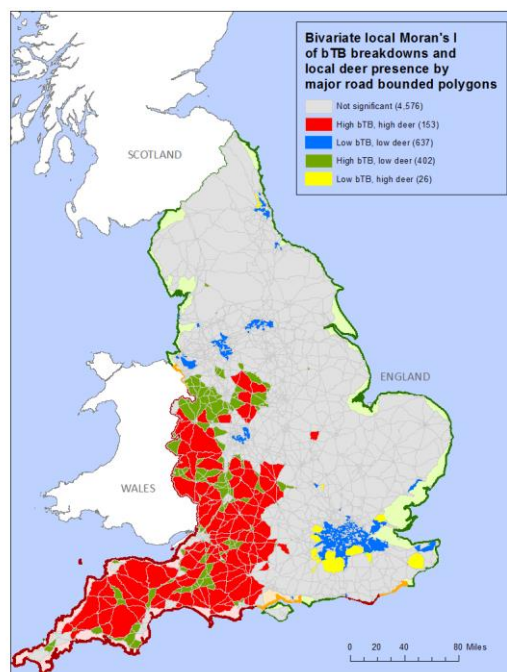 Bivariate local Moran's I
of bTB breakdowns and
local deer presence by
major road bounded polygons
Not significant (4,576)
High bTB, high deer (153)
Low bTB, low deer (637)
High bTB, low deer (402)
Low bTB, high deer (26)
SCOTLAND
ENGLAND
WALES
0 20 40 80 Miles